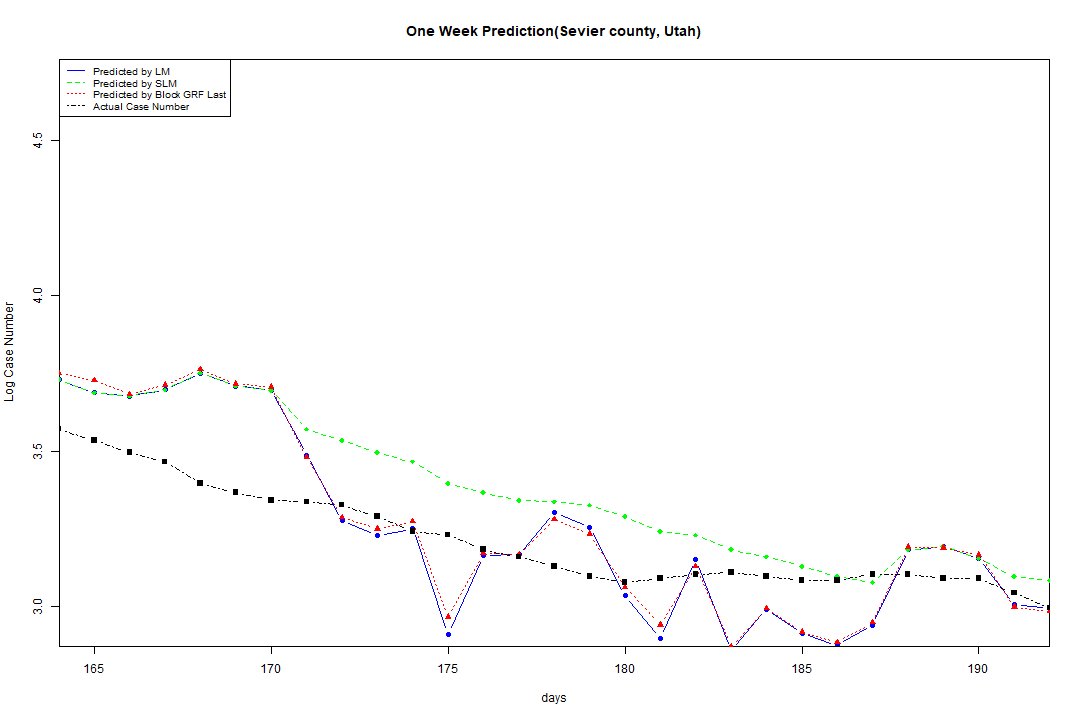 One Week Prediction(Sevier county, Utah)
Predicted by LM
Predicted by SLM
Predicted by Block GRF Last
Actual Case Number
4.5
4.0
3.5
3.0
Log Case Number
165 170 175 180 185 190
days